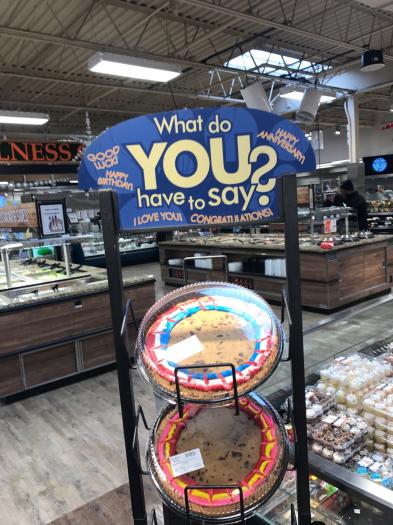 LNESS.
What do
GOOD
LUCK!
YOU?
HAPPY
ANNIVERSARY!
HAPPY
BIRTHDAY!
have to say?
I LOVE YOU!
CONGRATULATIONS!